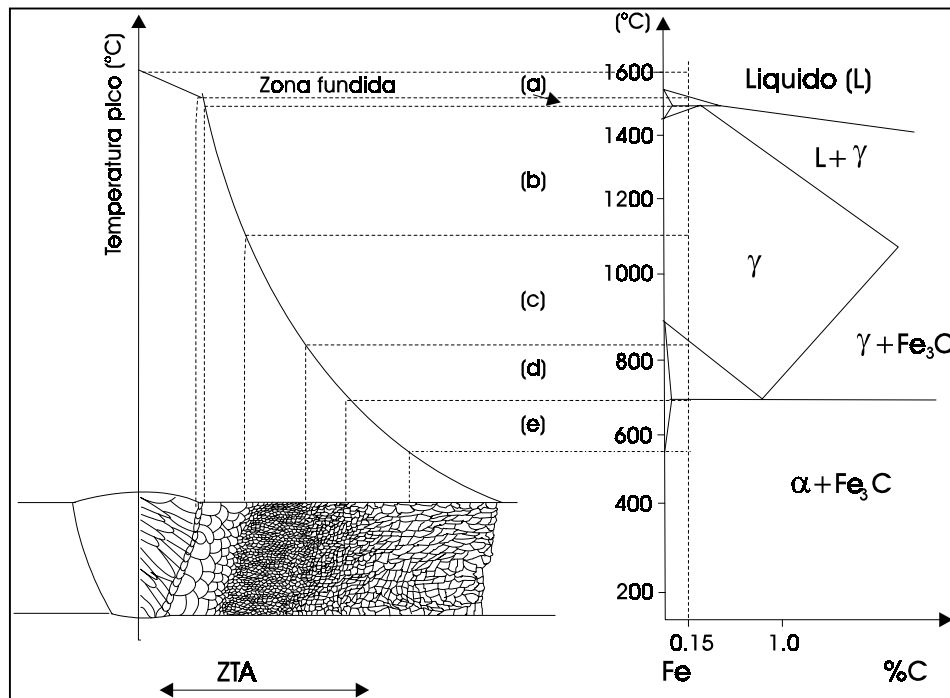 Temperatura pico (°C)
Zona fundida
(a)
(b)
(c)
(d)
(e)
ZTA
(°C)
1600
1400
1200
1000
800
600
400
200
Liquido (L)
L + γ
γ
γ + Fe₃C
α + Fe₃C
0.15
1.0
Fe
%C